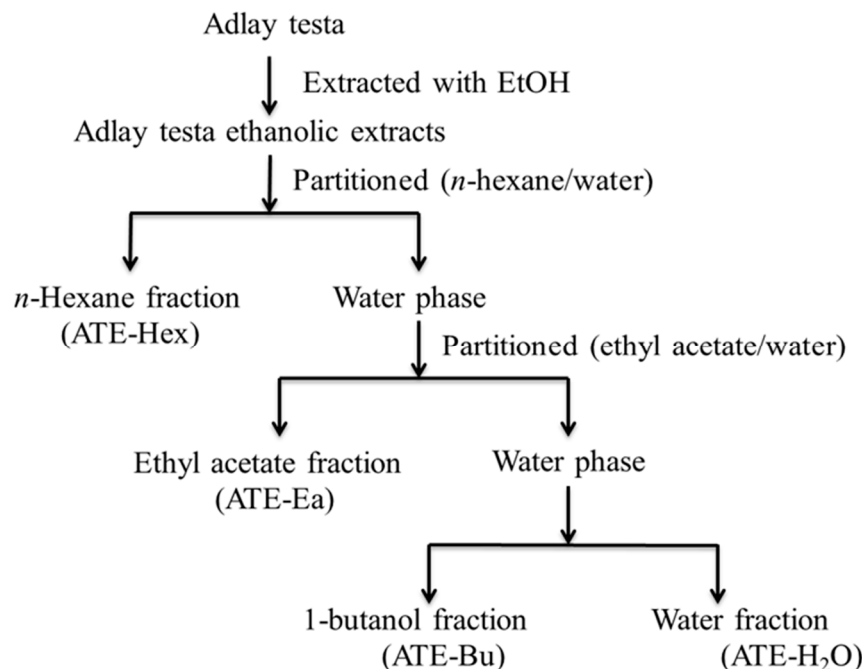 Adlay testa
Extracted with EtOH
Adlay testa ethanolic extracts
Partitioned (n-hexane/water)
n-Hexane fraction
(ATE-Hex)
Water phase
Partitioned (ethyl acetate/water)
Ethyl acetate fraction
(ATE-Ea)
Water phase
1-butanol fraction
(ATE-Bu)
Water fraction
(ATE-H₂O)